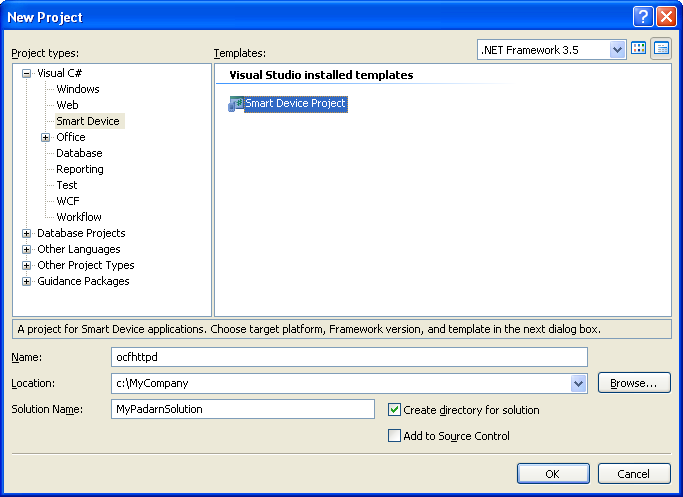 New Project
Project types:
Templates:
.NET Framework 3.5
Visual C#
Windows
Web
Smart Device
Office
Database
Reporting
Test
WCF
Workflow
Database Projects
Other Languages
Other Project Types
Guidance Packages
Visual Studio installed templates
Smart Device Project
A project for Smart Device applications. Choose target platform, Framework version, and template in the next dialog box.
Name:
ocfhttpd
Location:
c:\MyCompany
Browse...
Solution Name:
MyPadarnSolution
Create directory for solution
Add to Source Control
OK
Cancel